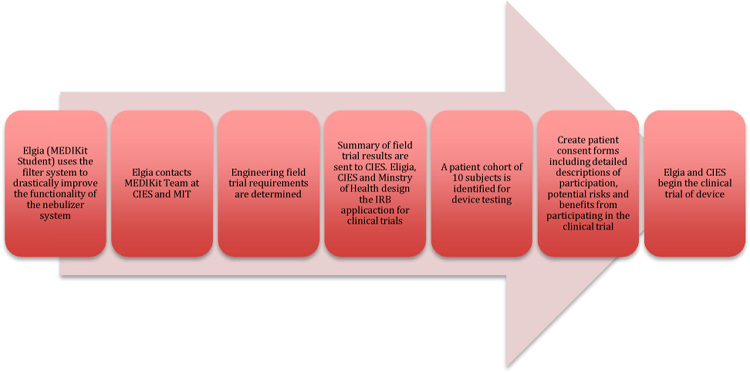 Elgia (MEDIKit
Student) uses the
filter system to
drastically improve
the functionality of
the nebulizer
system
Elgia contacts
MEDIKit Team at
CIES and MIT
Engineering field
trial requirements
are determined
Summary of field
trial results are
sent to CIES. Eligia,
CIES and Minstry
of Health design
the IRB
applicaction for
clinical trials
A patient cohort of
10 subjects is
identified for
device testing
Create patient
consent forms
including detailed
descriptions of
participation,
potential risks and
benefits from
participating in the
clinical trial
Elgia and CIES
begin the clinical
trial of device